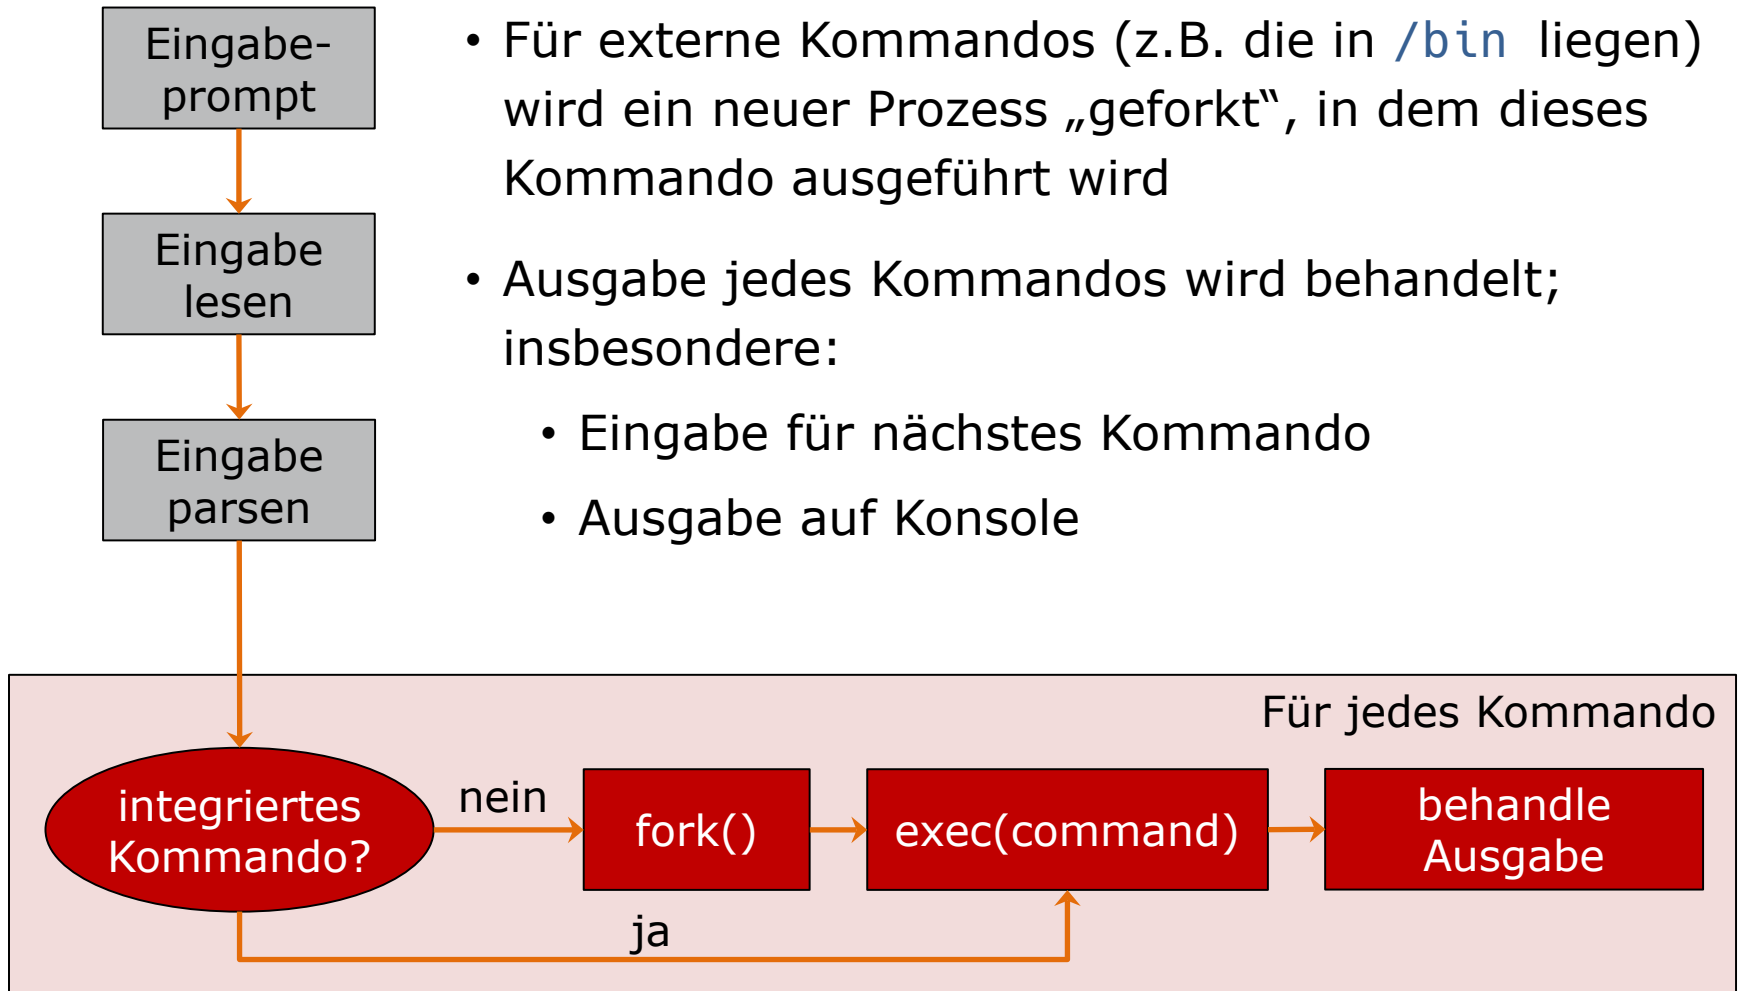 Eingabe-
prompt
Eingabe
lesen
Eingabe
parsen
• Für externe Kommandos (z.B. die in /bin liegen)
wird ein neuer Prozess „geforkt“, in dem dieses
Kommando ausgeführt wird
• Ausgabe jedes Kommandos wird behandelt;
insbesondere:
• Eingabe für nächstes Kommando
• Ausgabe auf Konsole
Für jedes Kommando
integriertes
Kommando?
nein
fork()
exec(command)
behandle
Ausgabe
ja